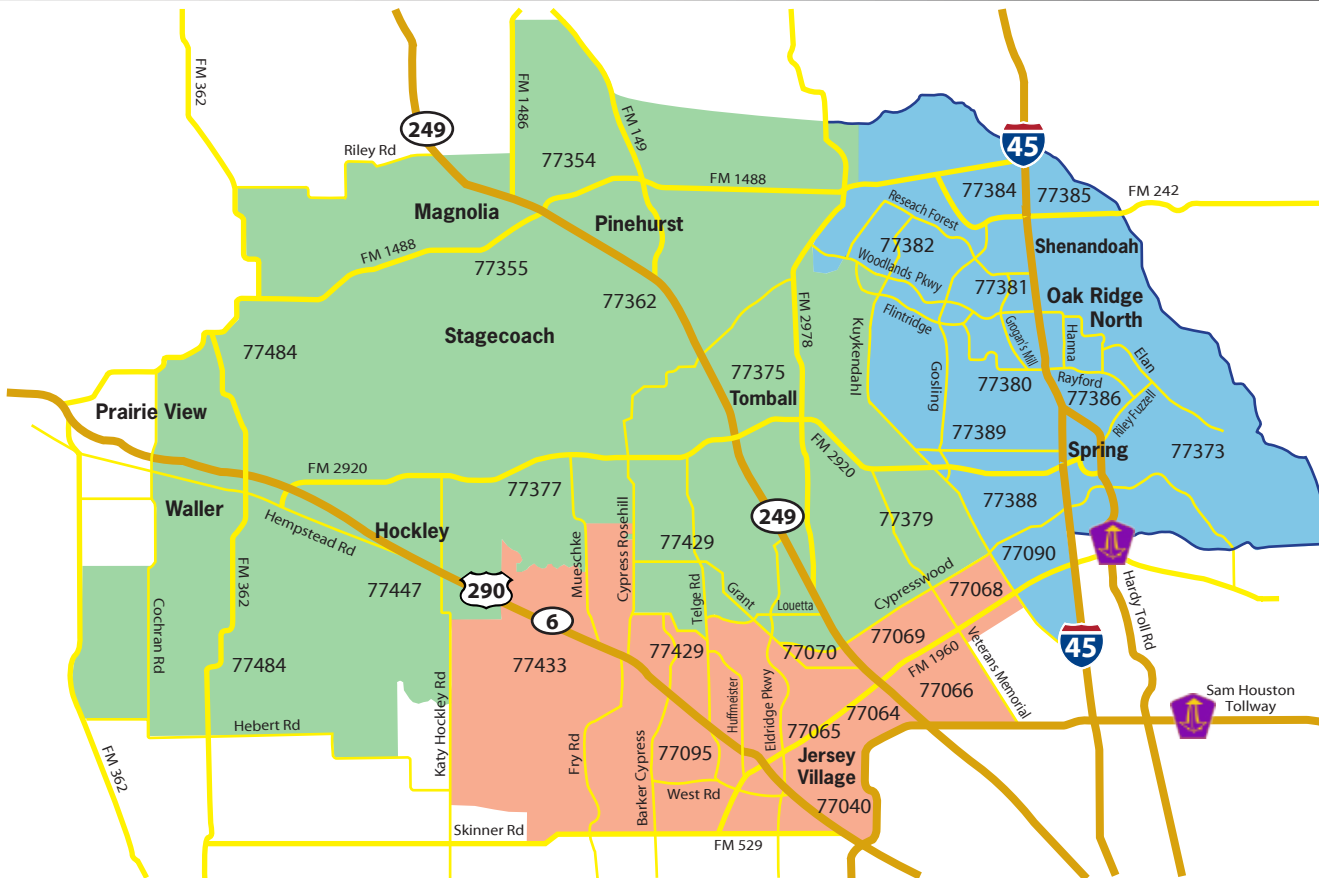 FM 362
249
FM 1486
FM 149
45
Riley Rd
77354
FM 1488
77384
77385
FM 242
Magnolia
Pinehurst
Reseach Forest
FM 1488
77382
Shenandoah
77355
Woodlands Pkwy
77381
77362
Oak Ridge
North
FM 2978
Flintridge
Kuykendahl
Grogan's Mill
Hanna
Stagecoach
77484
Elan
77375
Tomball
Gosling
77380
Rayford
77386
Riley Fuzzell
Prairie View
77389
Spring
77373
FM 2920
FM 2920
77377
77388
Waller
Hempstead Rd
Hockley
249
77379
Cypress Rosehill
Mueschke
77429
77090
FM 362
77447
290
6
Telge Rd
Grant
Louetta
Cypresswood
77068
Hardy Toll Rd
Cochran Rd
77484
77433
77429
77070
77069
FM 1960
Veterans Memorial
45
77066
Sam Houston
Tollway
Hebert Rd
Katy Hockley Rd
Huffmeister
Eldridge Pkwy
77064
77065
FM 362
Fry Rd
Barker Cypress
77095
Jersey
Village
West Rd
77040
Skinner Rd
FM 529